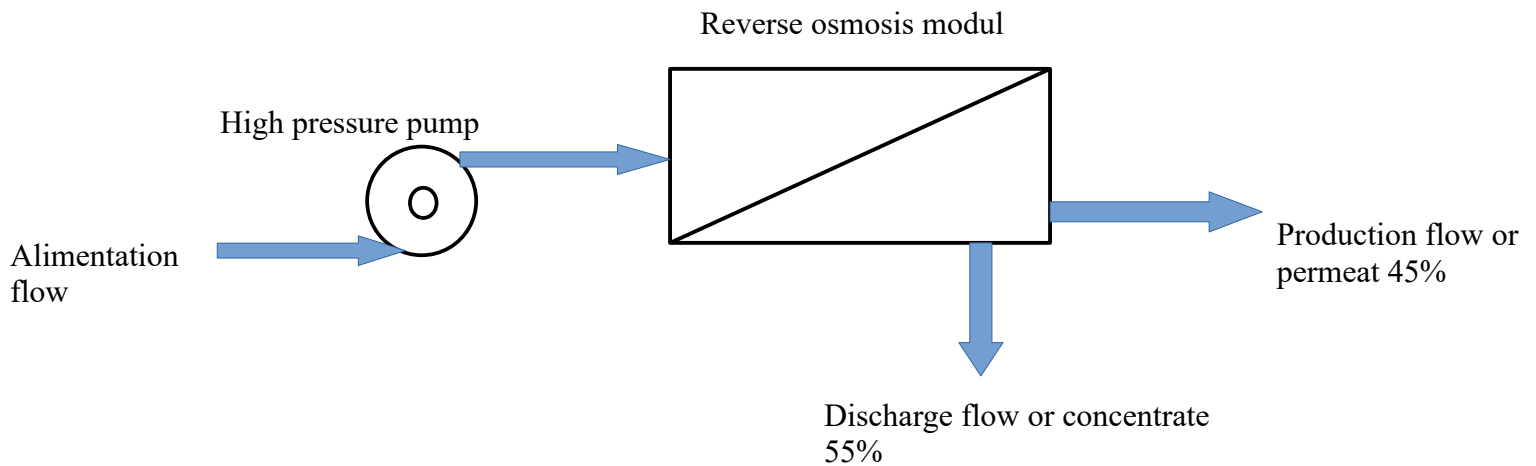 Reverse osmosis modul
High pressure pump
Alimentation
flow
Production flow or
permeat 45%
Discharge flow or concentrate
55%